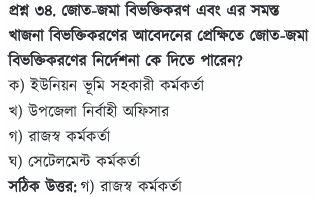 প্রশ্ন ৩৪. জোত-জমা বিভক্তিকরণ এবং এর সমস্ত
খাজনা বিভক্তিকরণের আবেদনের প্রেক্ষিতে জোত-জমা
বিভক্তিকরণের নির্দেশনা কে দিতে পারেন?
ক) ইউনিয়ন ভূমি সহকারী কর্মকর্তা
খ) উপজেলা নির্বাহী অফিসার
গ) রাজস্ব কর্মকর্তা
ঘ) সেটেলমেন্ট কর্মকর্তা
সঠিক উত্তর: গ) রাজস্ব কর্মকর্তা